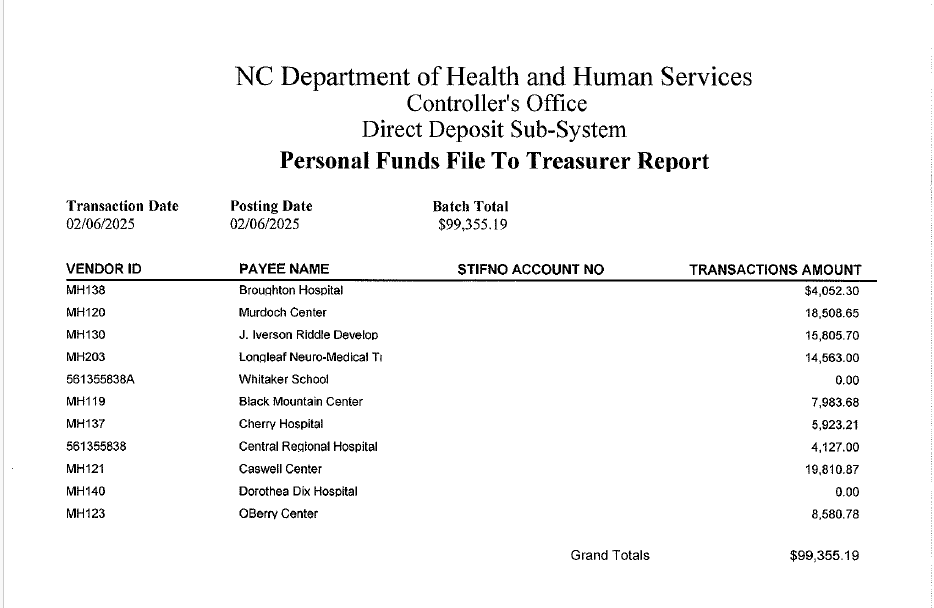 NC Department of Health and Human Services
Controller's Office
Direct Deposit Sub-System
Personal Funds File To Treasurer Report
Transaction Date Posting Date Batch Total
02/06/2025 02/06/2025 $99,355.19
VENDOR ID PAYEE NAME STIFNO ACCOUNT NO TRANSACTIONS AMOUNT
MH138 Broughton Hospital $4,052.30
MH120 Murdoch Center 18,508.65
MH130 J. Iverson Riddle Develop 15,805.70
MH203 Longleaf Neuro-Medical Tr 14,563.00
561355838A Whitaker School 0.00
MH119 Black Mountain Center 7,983.68
MH137 Cherry Hospital 5,923.21
561355838 Central Regional Hospital 4,127.00
MH121 Caswell Center 19,810.87
MH140 Dorothea Dix Hospital 0.00
MH123 OBerry Center 8,580.78
Grand Totals $99,355.19